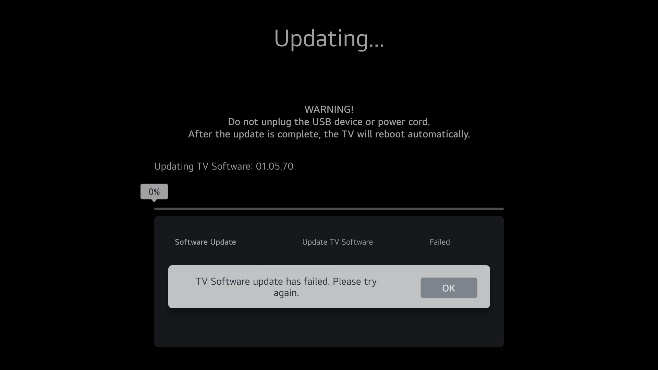 Updating...
WARNING!
Do not unplug the USB device or power cord.
After the update is complete, the TV will reboot automatically.
Updating TV Software: 01.05.70
0%
Software Update Update TV Software Failed
TV Software update has failed. Please try
again.
OK